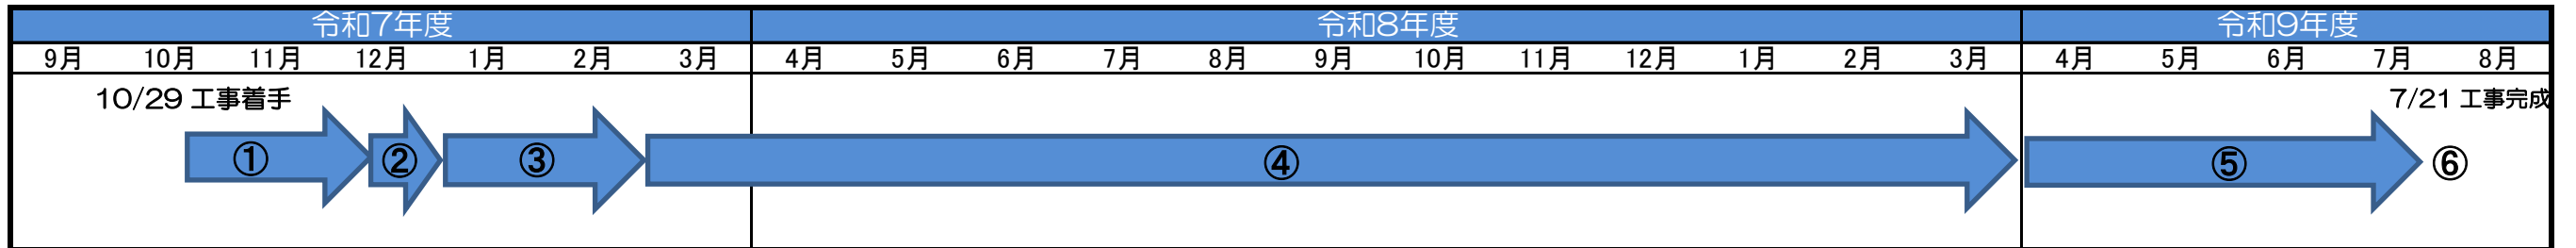 令和7年度 令和8年度 令和9年度
9月 10月 11月 12月 1月 2月 3月 4月 5月 6月 7月 8月 9月 10月 11月 12月 1月 2月 3月 4月 5月 6月 7月 8月
10/29 工事着手 7/21 工事完成
① ② ③ ④ ⑤ ⑥